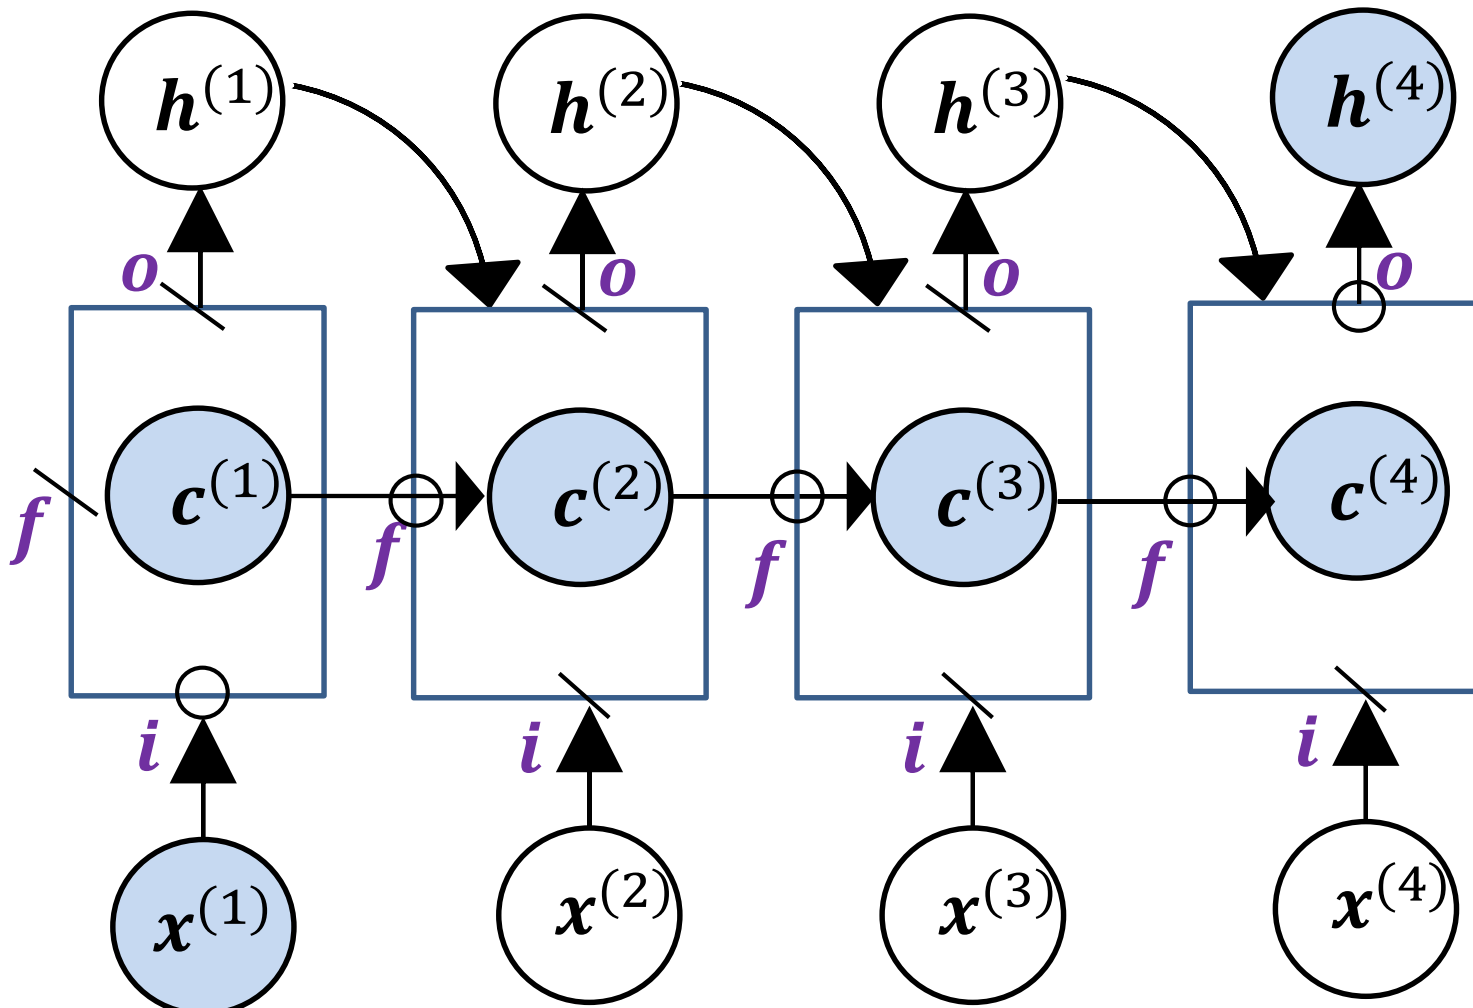 h(1) h(2) h(3) h(4)
o o o o
c(1) c(2) c(3) c(4)
f f f f
i i i i
x(1) x(2) x(3) x(4)